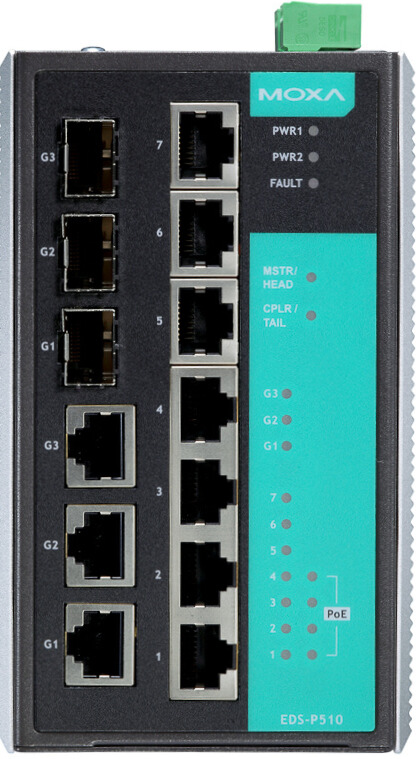 MOXA
PWR1
PWR2
FAULT
MSTR/
HEAD
CPLR /
TAIL
G3
G2
G1
7
6
5
4
3
2
1
PoE
EDS-P510
G3
G2
G1
G3
G2
G1
7
6
5
4
3
2
1